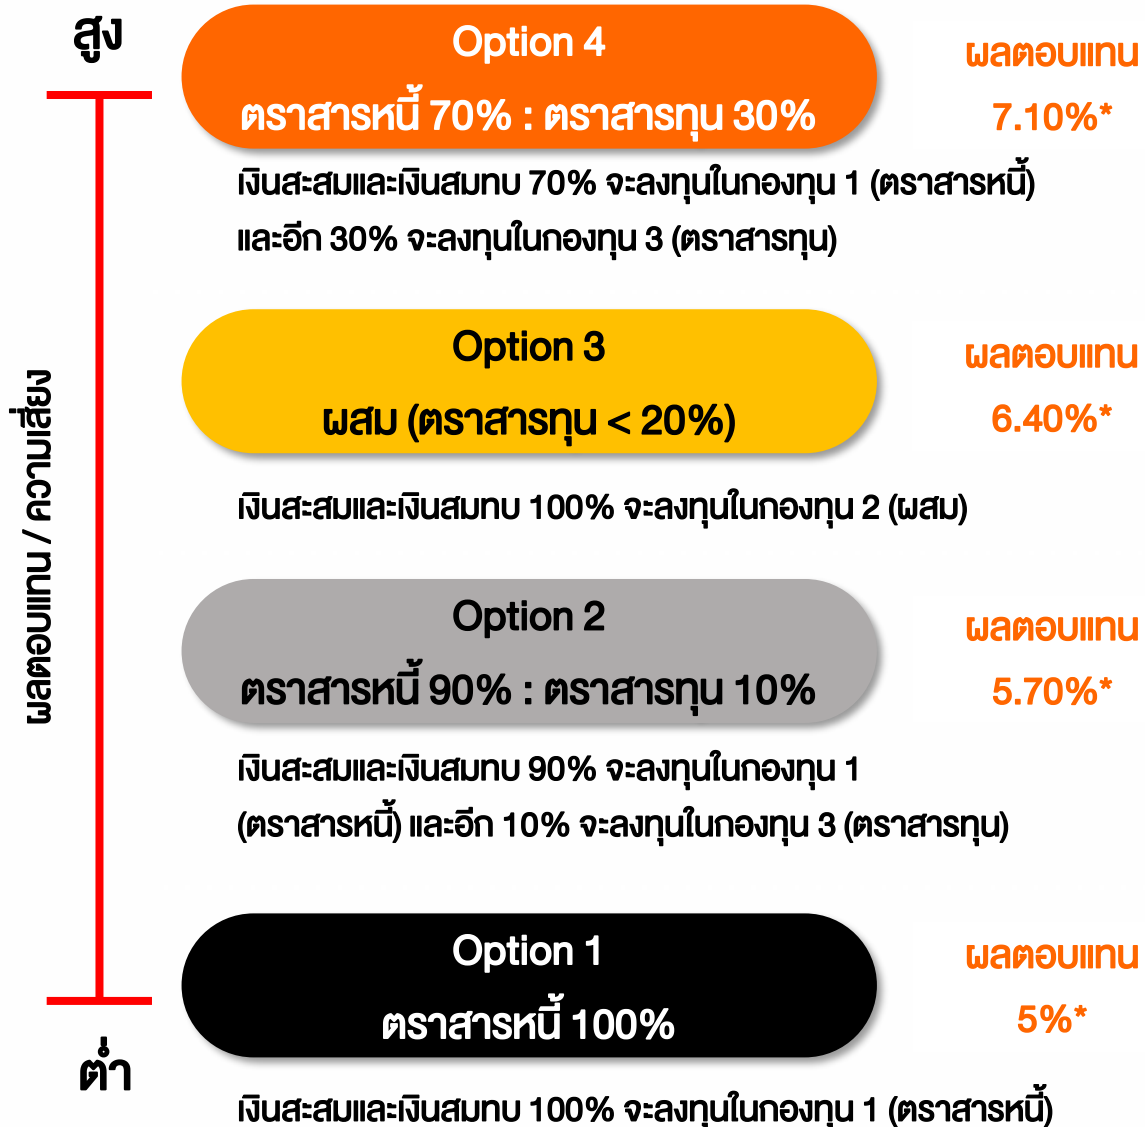 สูง
Option 4
ตราสารหนี้ 70% : ตราสารทุน 30%
ผลตอบแทน
7.10%*
เงินสะสมและเงินสมทบ 70% จะลงทุนในกองทุน 1 (ตราสารหนี้)
และอีก 30% จะลงทุนในกองทุน 3 (ตราสารทุน)
Option 3
ผสม (ตราสารทุน < 20%)
ผลตอบแทน
6.40%*
เงินสะสมและเงินสมทบ 100% จะลงทุนในกองทุน 2 (ผสม)
ผลตอบแทน / ความเสี่ยง
Option 2
ตราสารหนี้ 90% : ตราสารทุน 10%
ผลตอบแทน
5.70%*
เงินสะสมและเงินสมทบ 90% จะลงทุนในกองทุน 1
(ตราสารหนี้) และอีก 10% จะลงทุนในกองทุน 3 (ตราสารทุน)
Option 1
ตราสารหนี้ 100%
ผลตอบแทน
5%*
ต่ำ
เงินสะสมและเงินสมทบ 100% จะลงทุนในกองทุน 1 (ตราสารหนี้)